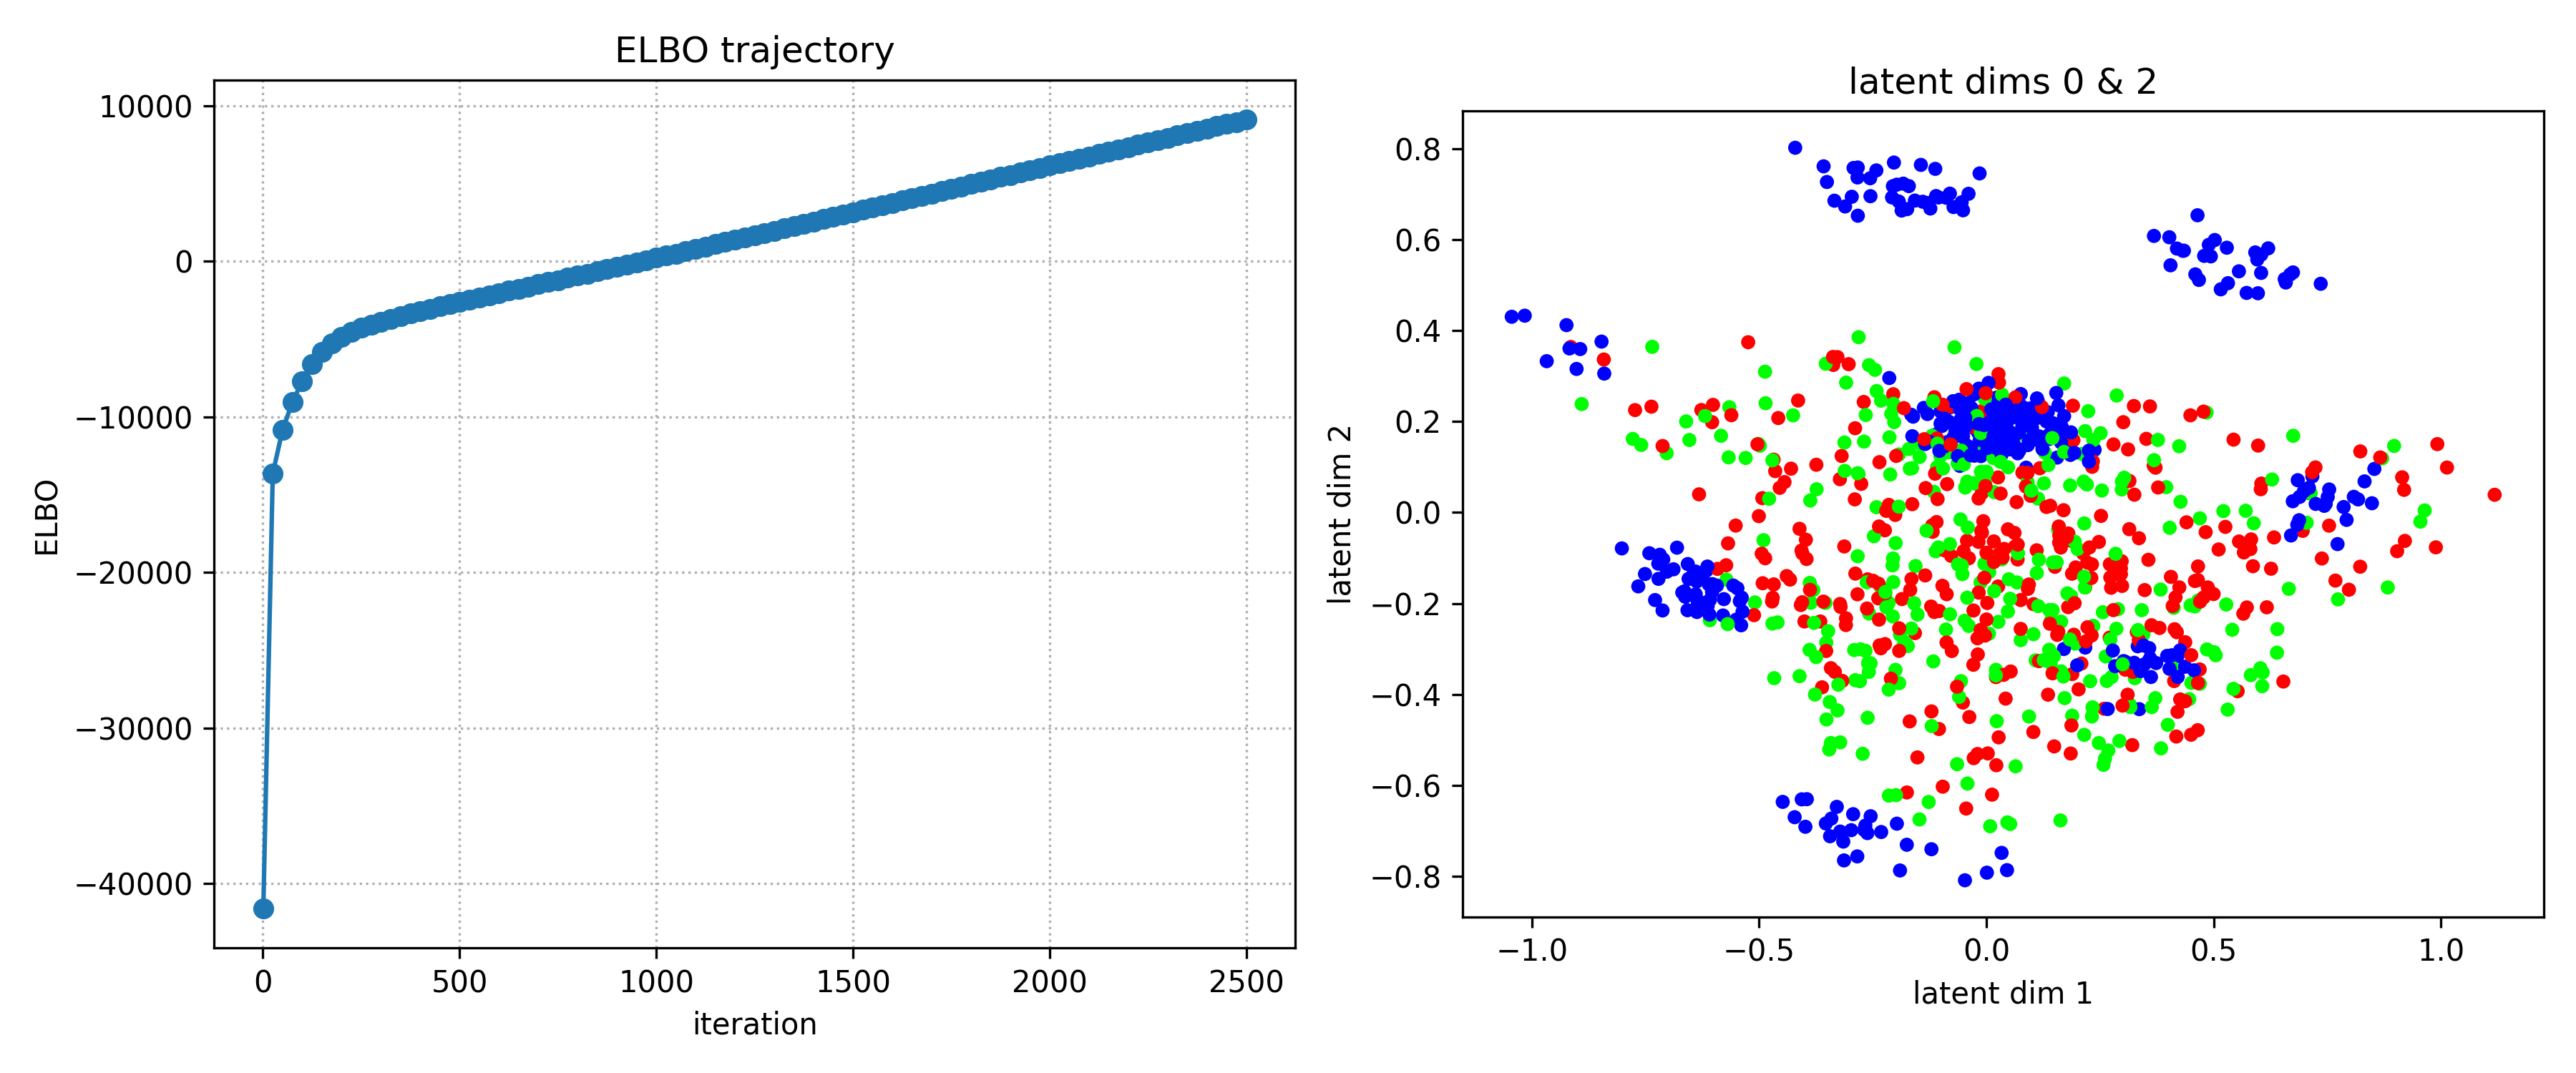 ELBO trajectory
10000
0
−10000
−20000
−30000
−40000
ELBO
0 500 1000 1500 2000 2500
iteration
latent dims 0 & 2
0.8
0.6
0.4
0.2
0.0
−0.2
−0.4
−0.6
−0.8
latent dim 2
−1.0 −0.5 0.0 0.5 1.0
latent dim 1